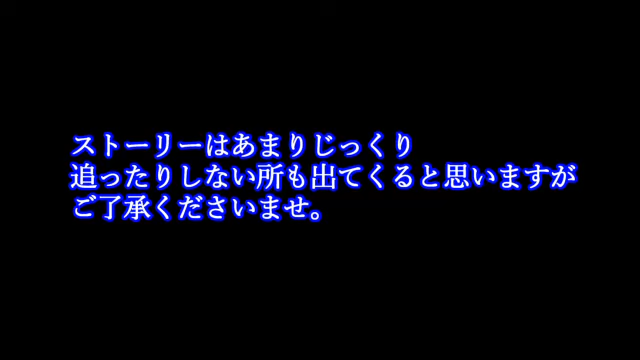 ストーリーはあまりじっくり
追ったりしない所も出てくると思いますが
ご了承くださいませ。